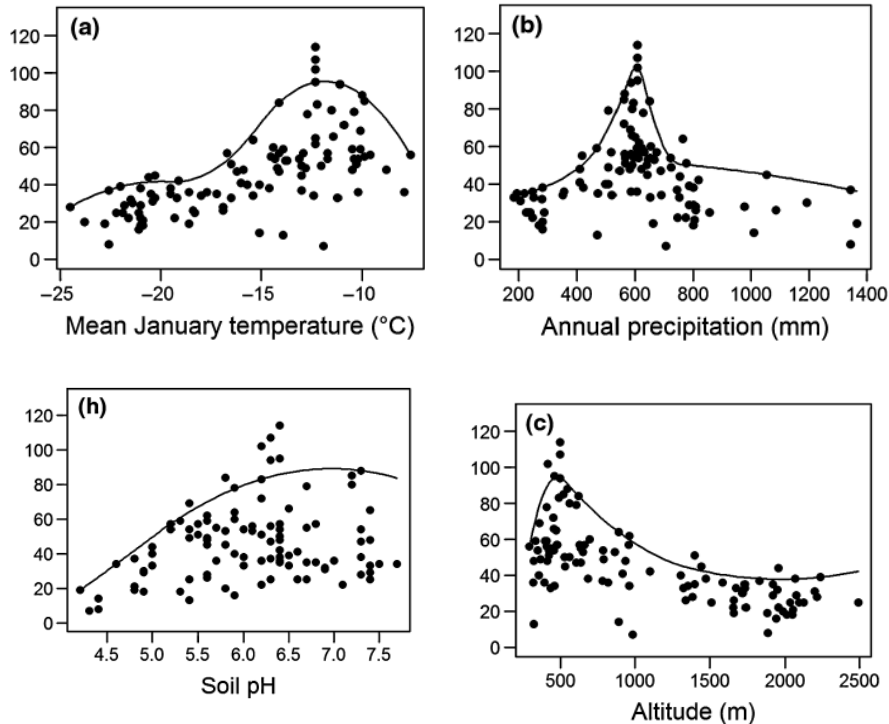 (a)
120
100
80
60
40
20
0
−25 −20 −15 −10
Mean January temperature (°C)
(b)
120
100
80
60
40
20
0
200 400 600 800 1000 1200 1400
Annual precipitation (mm)
(h)
120
100
80
60
40
20
0
4.5 5.0 5.5 6.0 6.5 7.0 7.5
Soil pH
(c)
120
100
80
60
40
20
0
500 1000 1500 2000 2500
Altitude (m)